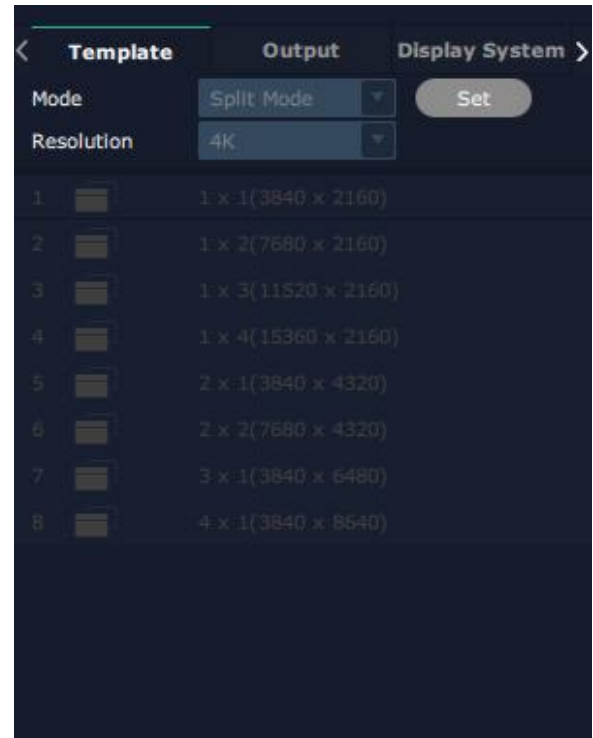 Template Output Display System
Mode Split Mode Set
Resolution 4K
1 1 x 1(3840 x 2160)
2 1 x 2(7680 x 2160)
3 1 x 3(11520 x 2160)
4 1 x 4(15360 x 2160)
5 2 x 1(3840 x 4320)
6 2 x 2(7680 x 4320)
7 3 x 1(3840 x 6480)
8 4 x 1(3840 x 8640)